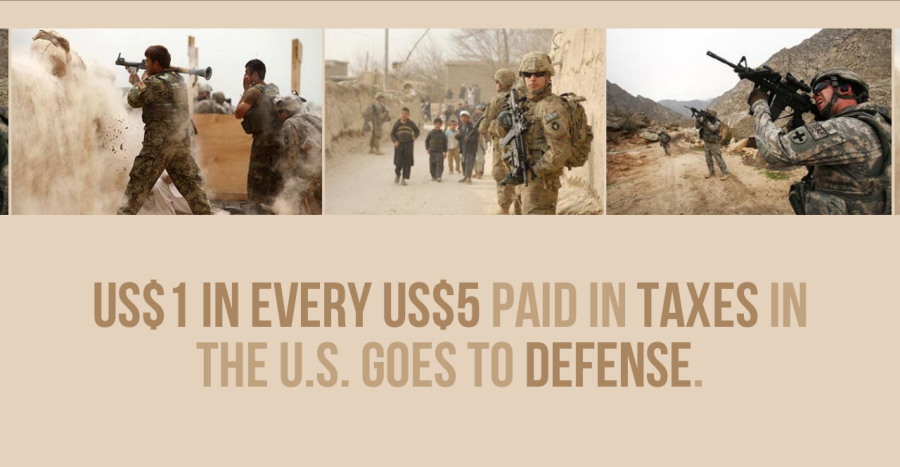 US$1 IN EVERY US$5 PAID IN TAXES IN
THE U.S. GOES TO DEFENSE.